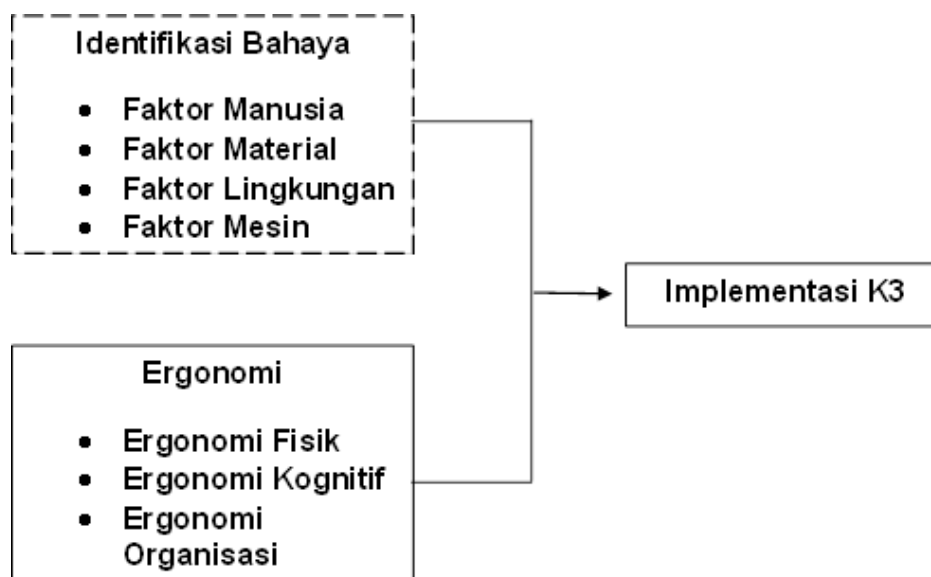 Identifikasi Bahaya
• Faktor Manusia
• Faktor Material
• Faktor Lingkungan
• Faktor Mesin
Implementasi K3
Ergonomi
• Ergonomi Fisik
• Ergonomi Kognitif
• Ergonomi
Organisasi